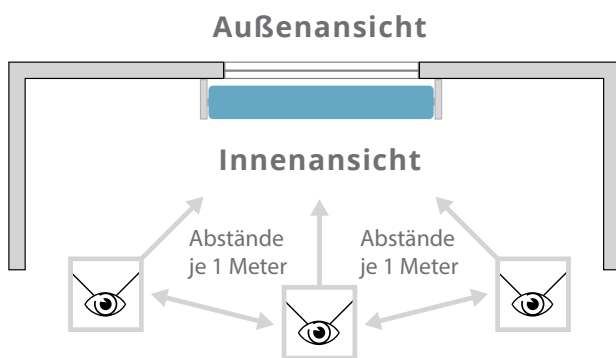 Außenansicht
Innenansicht
Abstände
je 1 Meter
Abstände
je 1 Meter